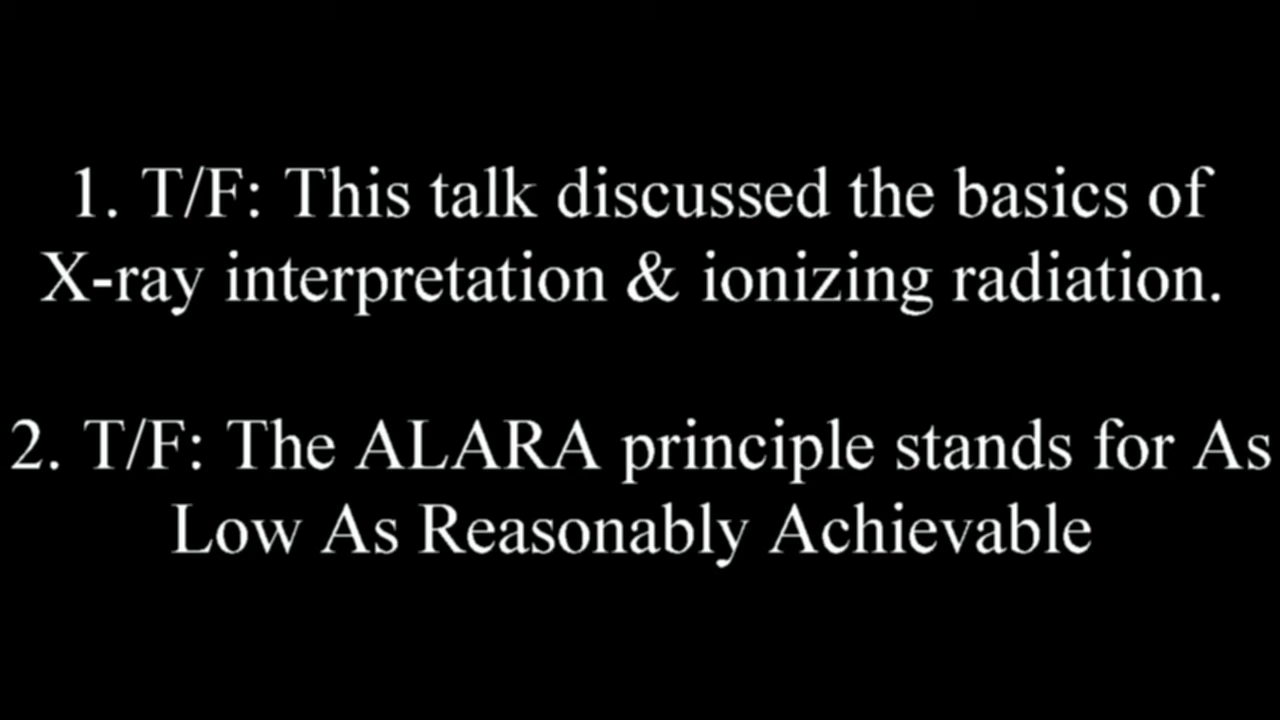 1. T/F: This talk discussed the basics of
X-ray interpretation & ionizing radiation.
2. T/F: The ALARA principle stands for As
Low As Reasonably Achievable